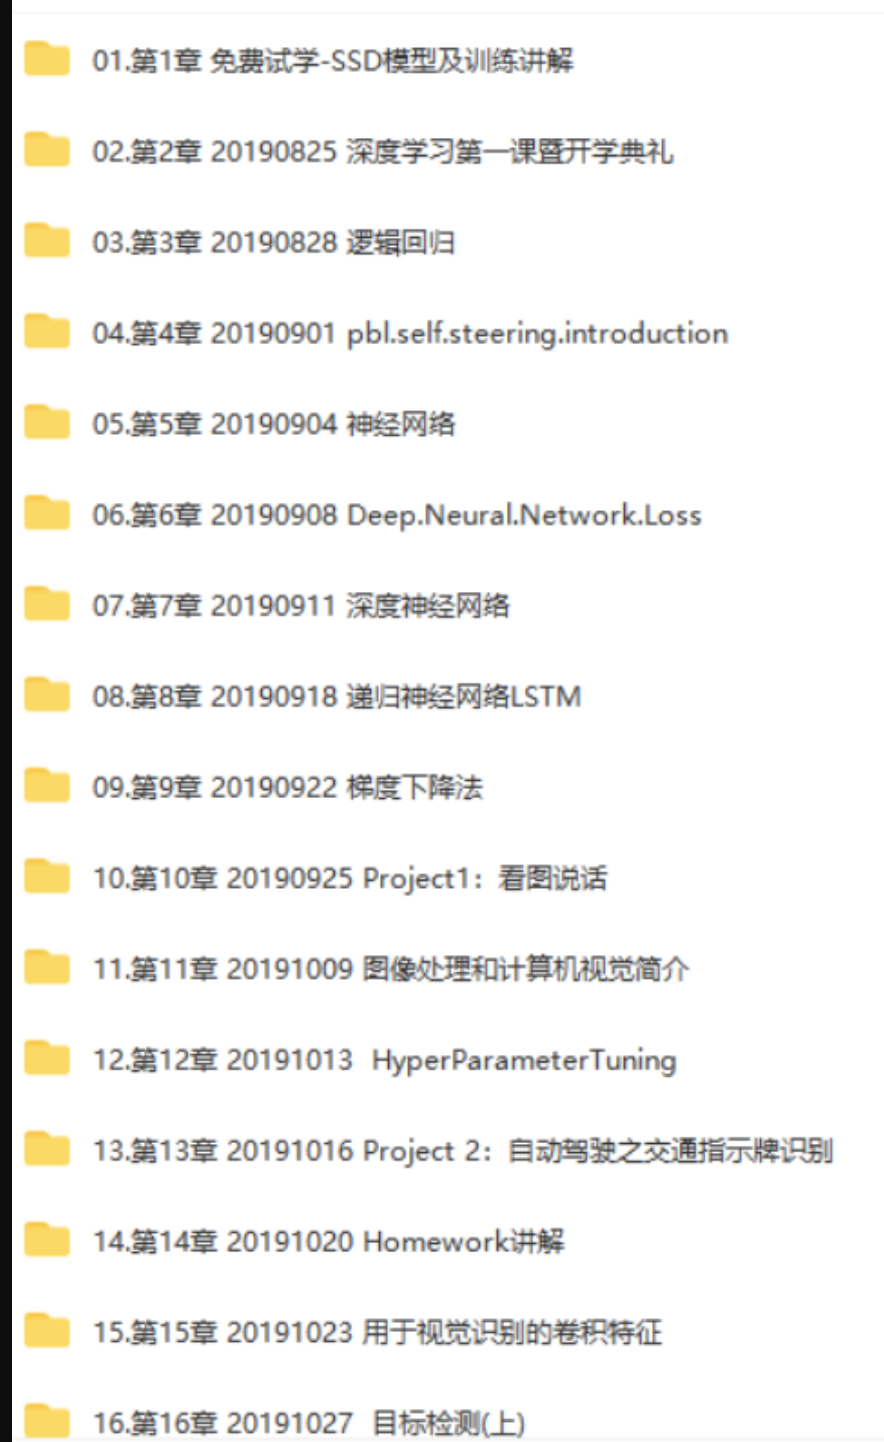 01.第1章 免费试学-SSD模型及训练讲解
02.第2章 20190825 深度学习第一课暨开学典礼
03.第3章 20190828 逻辑回归
04.第4章 20190901 pbl.self.steering.introduction
05.第5章 20190904 神经网络
06.第6章 20190908 Deep.Neural.Network.Loss
07.第7章 20190911 深度神经网络
08.第8章 20190918 递归神经网络LSTM
09.第9章 20190922 梯度下降法
10.第10章 20190925 Project1：看图说话
11.第11章 20191009 图像处理和计算机视觉简介
12.第12章 20191013  HyperParameterTuning
13.第13章 20191016 Project 2：自动驾驶之交通指示牌识别
14.第14章 20191020 Homework讲解
15.第15章 20191023 用于视觉识别的卷积特征
16.第16章 20191027  目标检测(上)